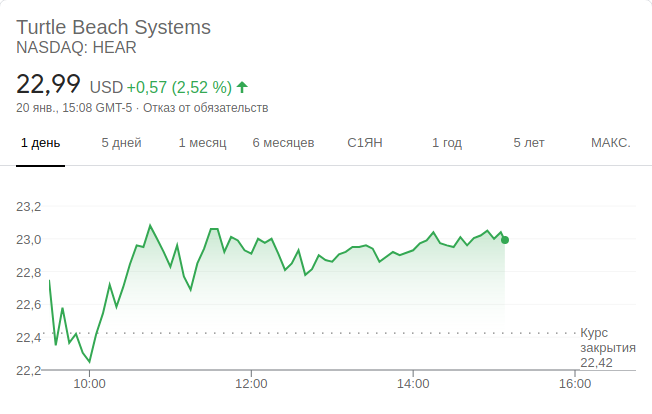 Turtle Beach Systems
NASDAQ: HEAR
22,99 USD +0,57 (2,52 %)
20 янв., 15:08 GMT-5 · Отказ от обязательств
1 день 5 дней 1 месяц 6 месяцев С1ЯН 1 год 5 лет МАКС.
23,2
23,0
22,8
22,6
22,4
22,2
Курс
закрытия
22,42
10:00 12:00 14:00 16:00